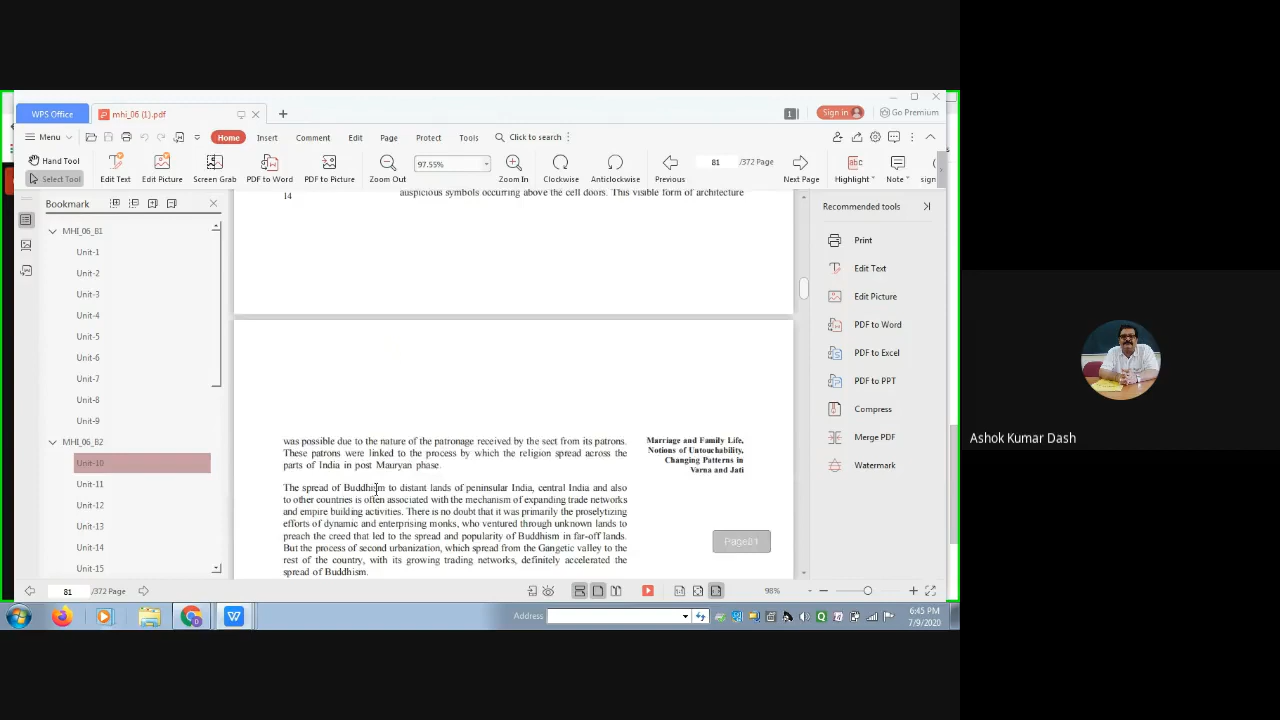 WPS Office
mhi_06 (1).pdf
1
Sign in
Go Premium
Menu
Home
Insert
Comment
Edit
Page
Protect
Tools
Click to search
Hand Tool
Select Tool
Edit Text
Edit Picture
Screen Grab
PDF to Word
PDF to Picture
Zoom Out
97.55%
Zoom In
Clockwise
Anticlockwise
Previous
81
/372 Page
Next Page
Highlight
Note
sign
Bookmark
MHI_06_B1
Unit-1
Unit-2
Unit-3
Unit-4
Unit-5
Unit-6
Unit-7
Unit-8
Unit-9
MHI_06_B2
Unit-10
Unit-11
Unit-12
Unit-13
Unit-14
Unit-15
auspicious symbols occurring above the cell doors. This visible form of architecture
14
was possible due to the nature of the patronage received by the sect from its patrons.
These patrons were linked to the process by which the religion spread across the
parts of India in post Mauryan phase.
Marriage and Family Life,
Notions of Untouchability,
Changing Patterns in
Varna and Jati
The spread of Buddhism to distant lands of peninsular India, central India and also
to other countries is often associated with the mechanism of expanding trade networks
and empire building activities. There is no doubt that it was primarily the proselytizing
efforts of dynamic and enterprising monks, who ventured through unknown lands to
preach the creed that led to the spread and popularity of Buddhism in far-off lands.
But the process of second urbanization, which spread from the Gangetic valley to the
rest of the country, with its growing trading networks, definitely accelerated the
spread of Buddhism.
Page81
Recommended tools
Print
Edit Text
Edit Picture
PDF to Word
PDF to Excel
PDF to PPT
Compress
Merge PDF
Watermark
81
/372 Page
98%
Address
6:45 PM
7/9/2020
Ashok Kumar Dash